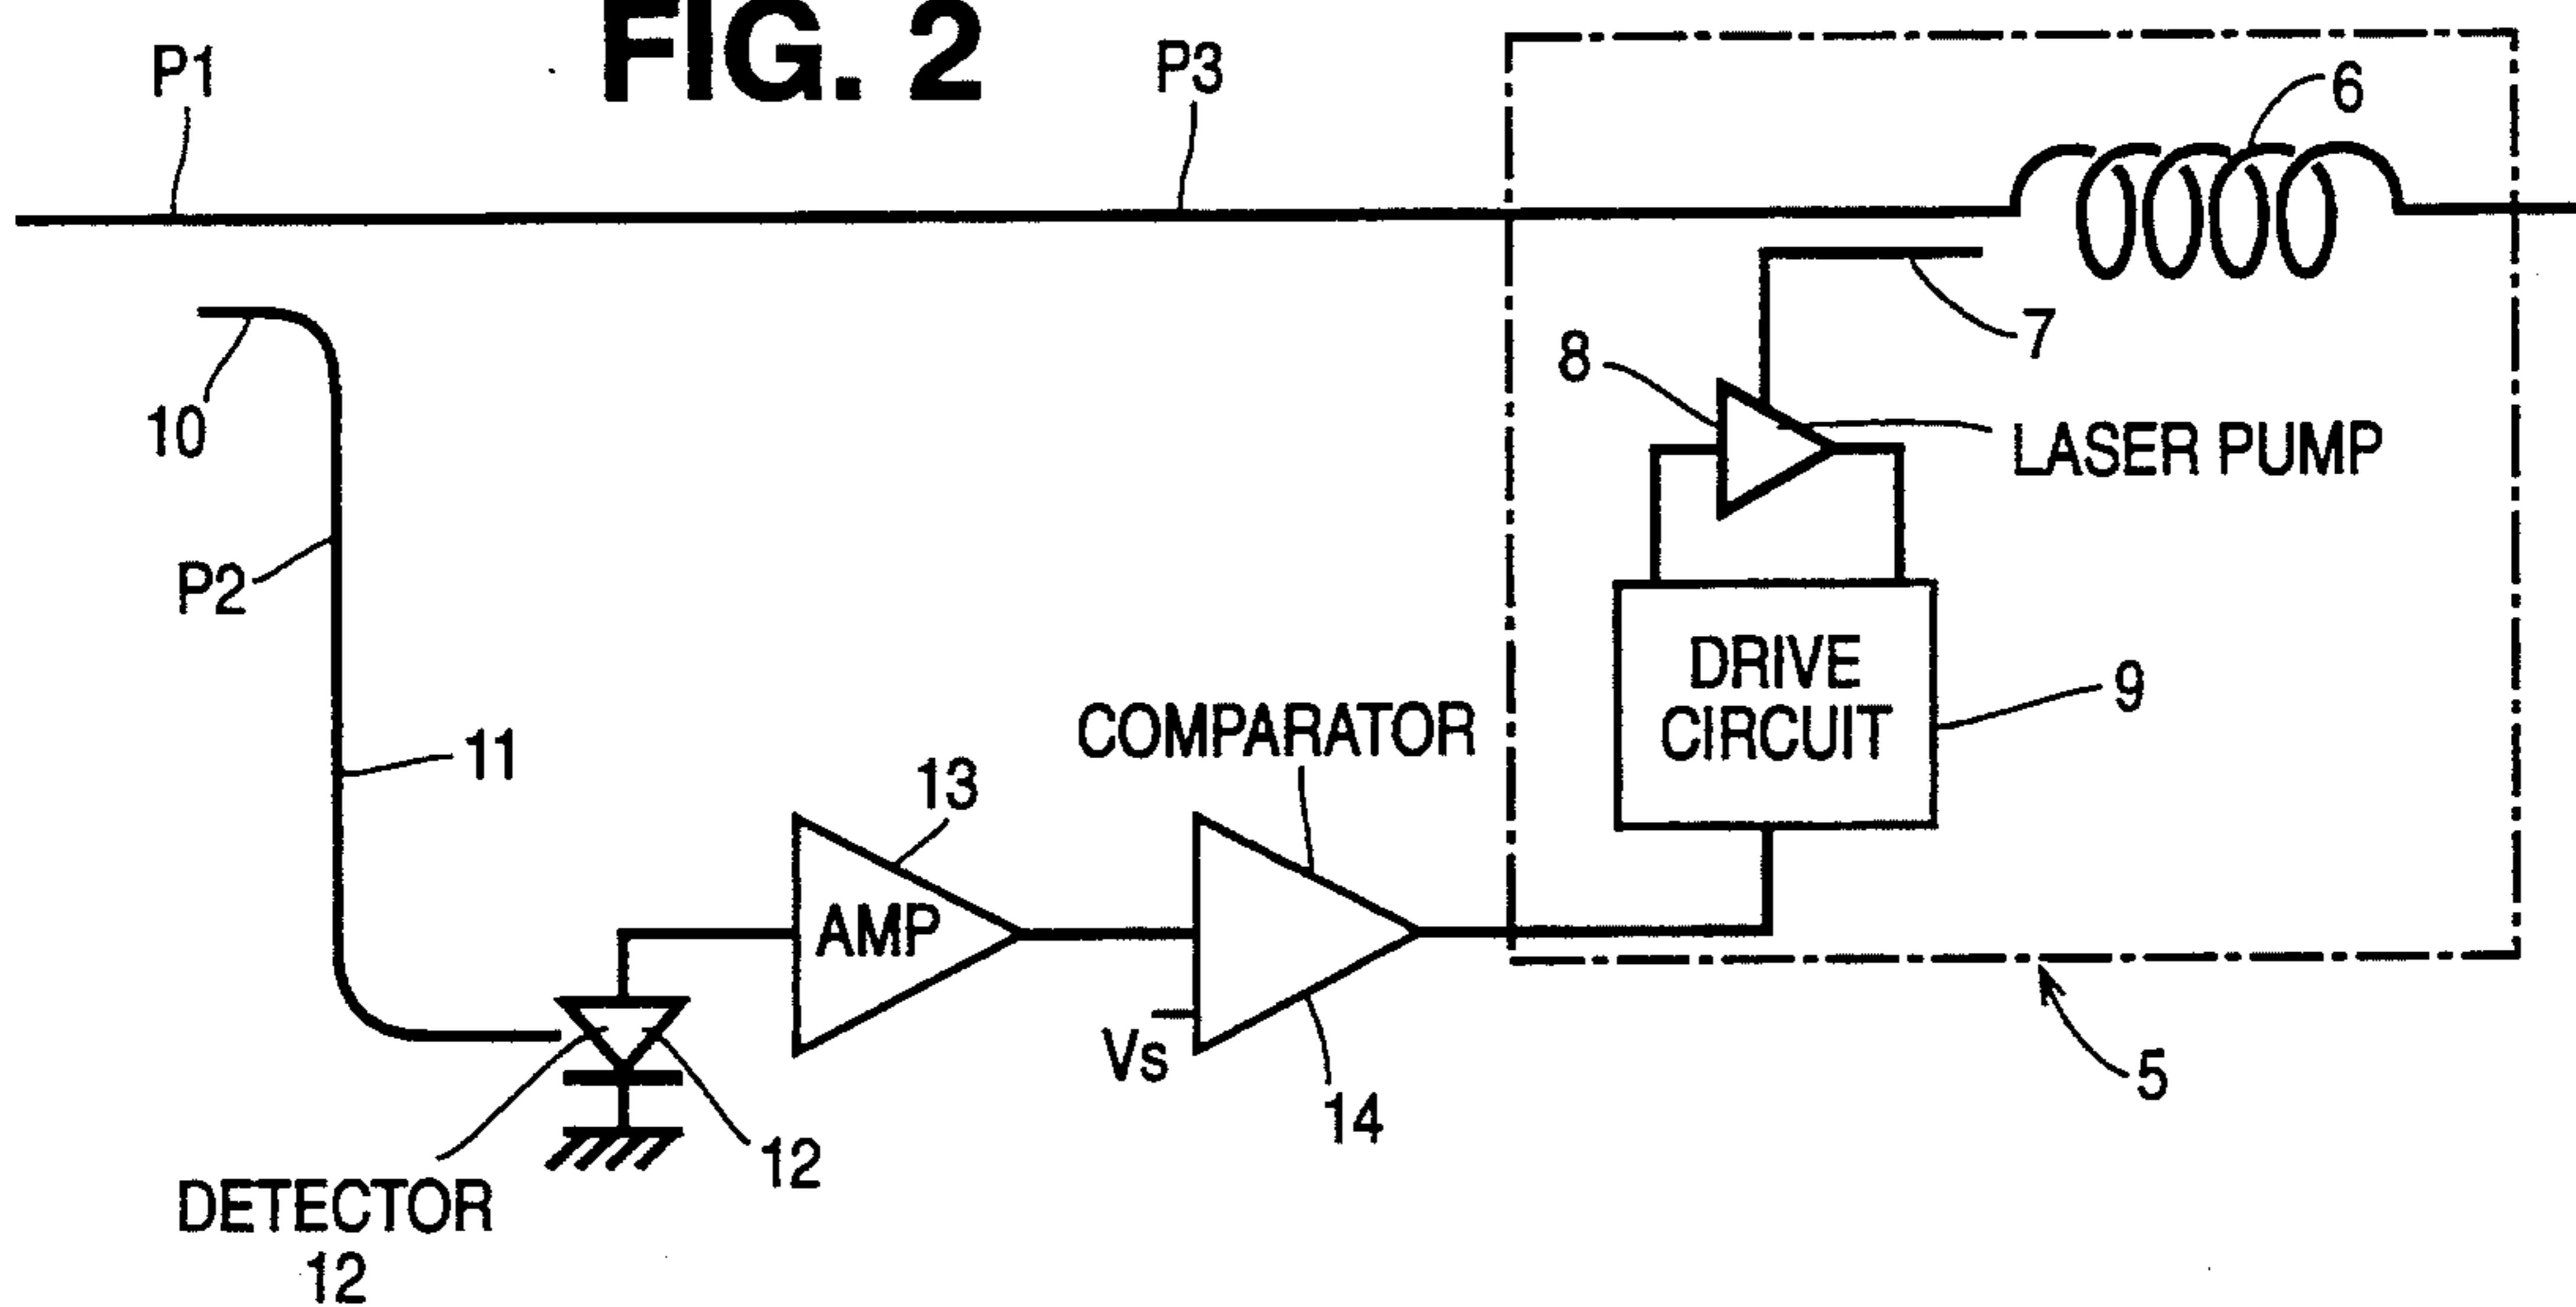 FIG. 2
P1
P3
6
7
8
LASER PUMP
10
P2
DRIVE
CIRCUIT
9
11
COMPARATOR
13
AMP
Vs
14
5
12
DETECTOR
12